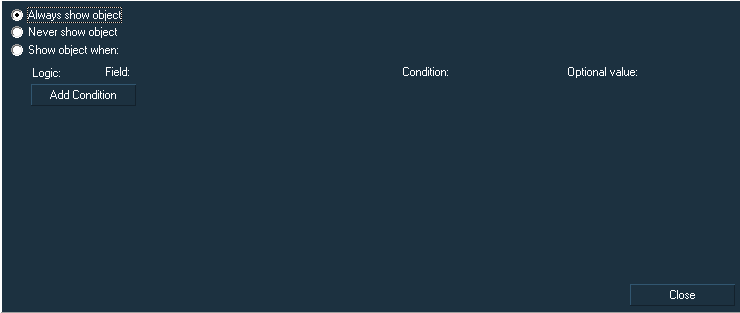 Always show object
Never show object
Show object when:
Logic: Field: Condition: Optional value:
Add Condition
Close